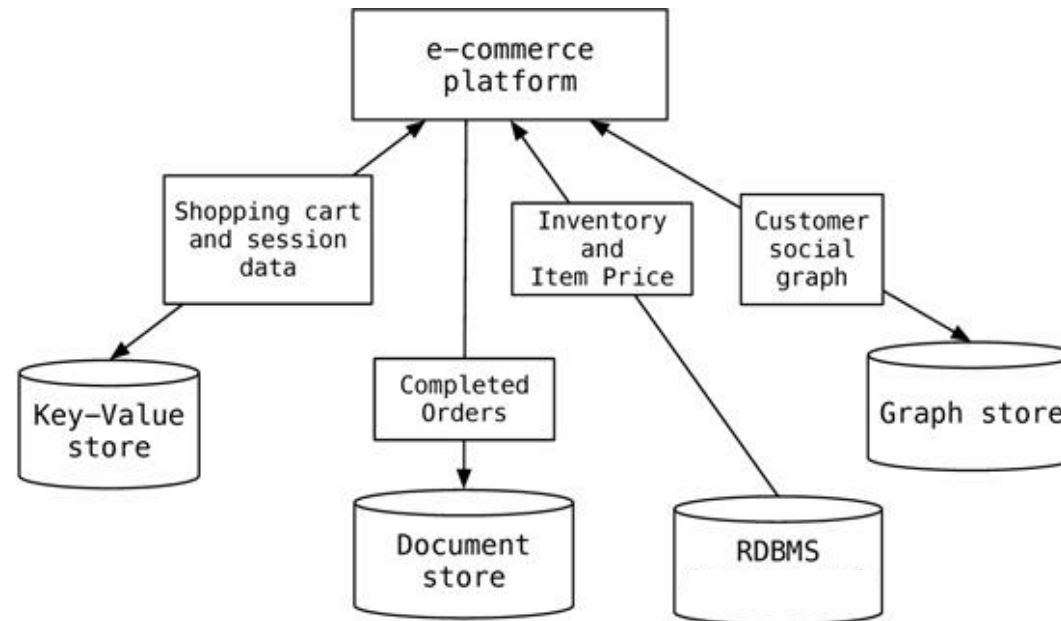 e-commerce
platform
Shopping cart
and session
data
Inventory
and
Item Price
Customer
social
graph
Key-Value
store
Completed
Orders
Graph store
Document
store
RDBMS